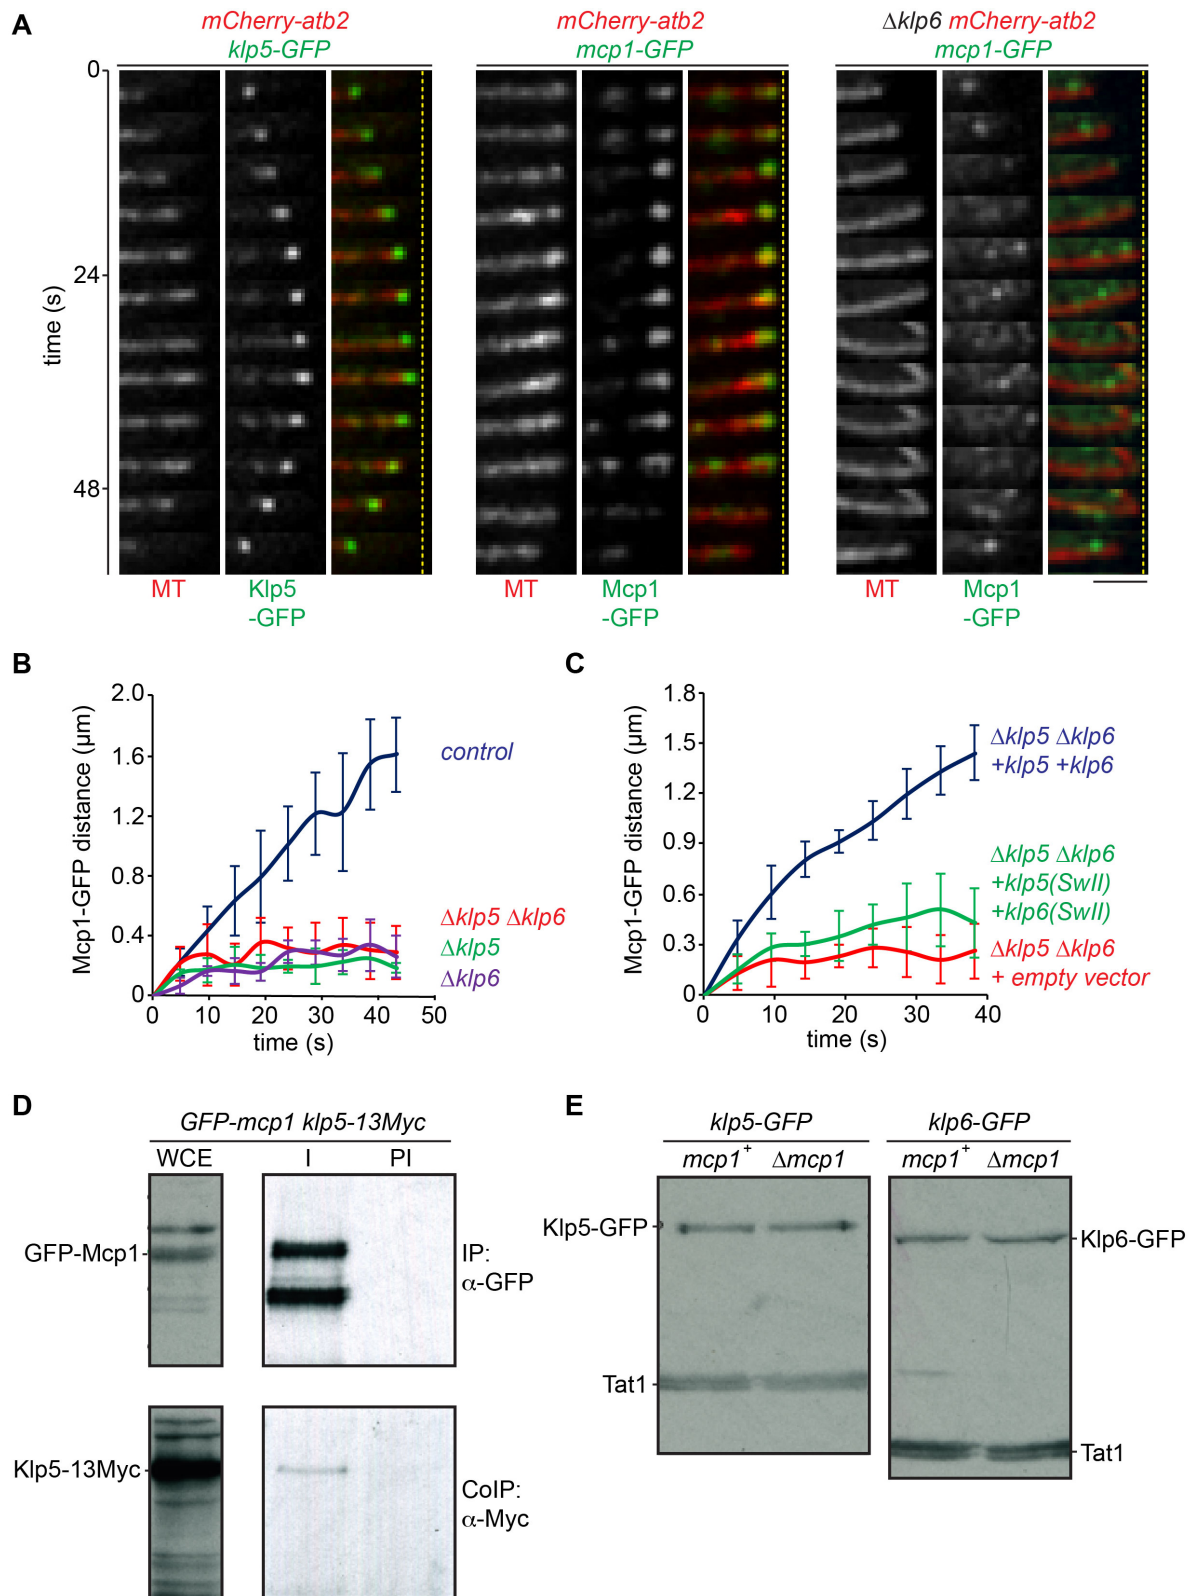 A
mCherry-atb2
klp5-GFP
mCherry-atb2
mcp1-GFP
Δklp6 mCherry-atb2
mcp1-GFP
0
24
48
time (s)
MT
Klp5
-GFP
MT
Mcp1
-GFP
MT
Mcp1
-GFP
B
Mcp1-GFP distance (µm)
2.0
1.6
1.2
0.8
0.4
0
0 10 20 30 40 50
time (s)
control
Δklp5 Δklp6
Δklp5
Δklp6
C
Mcp1-GFP distance (µm)
1.8
1.5
1.2
0.9
0.6
0.3
0
0 10 20 30 40
time (s)
Δklp5 Δklp6
+klp5 +klp6
Δklp5 Δklp6
+klp5(SwII)
+klp6(SwII)
Δklp5 Δklp6
+ empty vector
D
GFP-mcp1 klp5-13Myc
WCE I PI
GFP-Mcp1
IP:
α-GFP
Klp5-13Myc
CoIP:
α-Myc
E
klp5-GFP
mcp1⁺ Δmcp1
Klp5-GFP
Tat1
klp6-GFP
mcp1⁺ Δmcp1
Klp6-GFP
Tat1